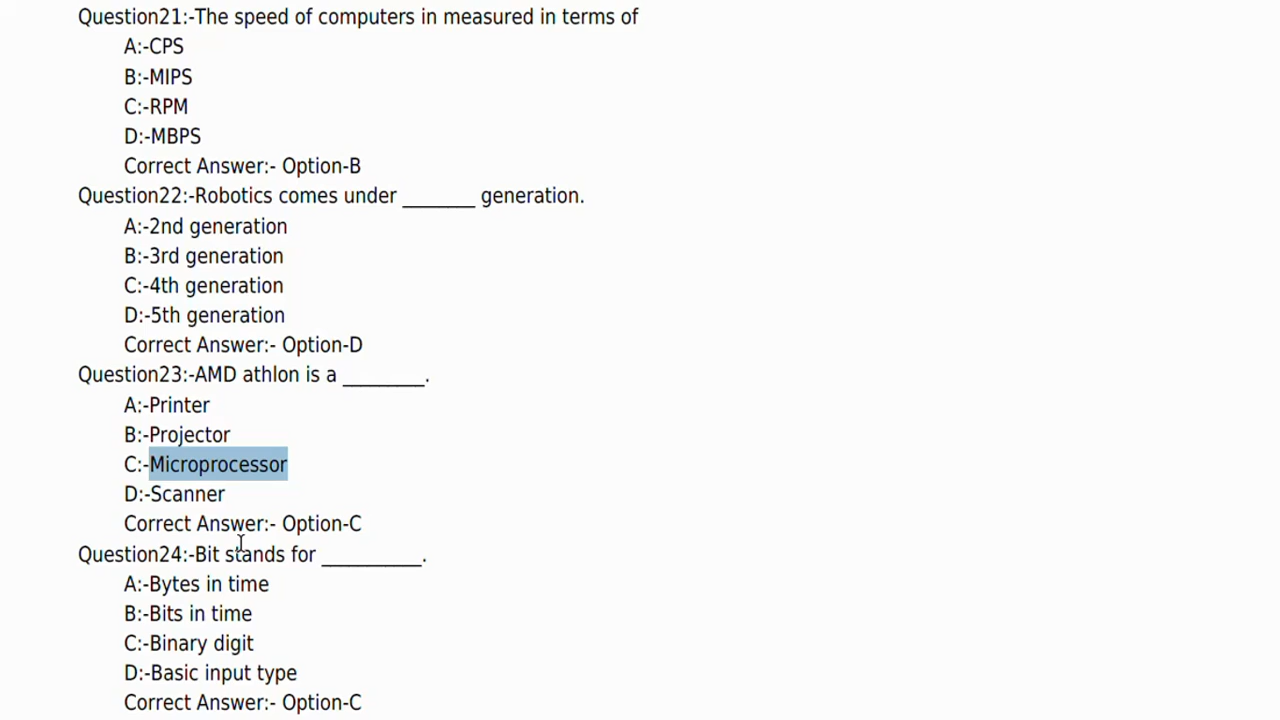 Question21:-The speed of computers in measured in terms of
A:-CPS
B:-MIPS
C:-RPM
D:-MBPS
Correct Answer:- Option-B
Question22:-Robotics comes under ________ generation.
A:-2nd generation
B:-3rd generation
C:-4th generation
D:-5th generation
Correct Answer:- Option-D
Question23:-AMD athlon is a _________.
A:-Printer
B:-Projector
C:-Microprocessor
D:-Scanner
Correct Answer:- Option-C
Question24:-Bit stands for ___________.
A:-Bytes in time
B:-Bits in time
C:-Binary digit
D:-Basic input type
Correct Answer:- Option-C